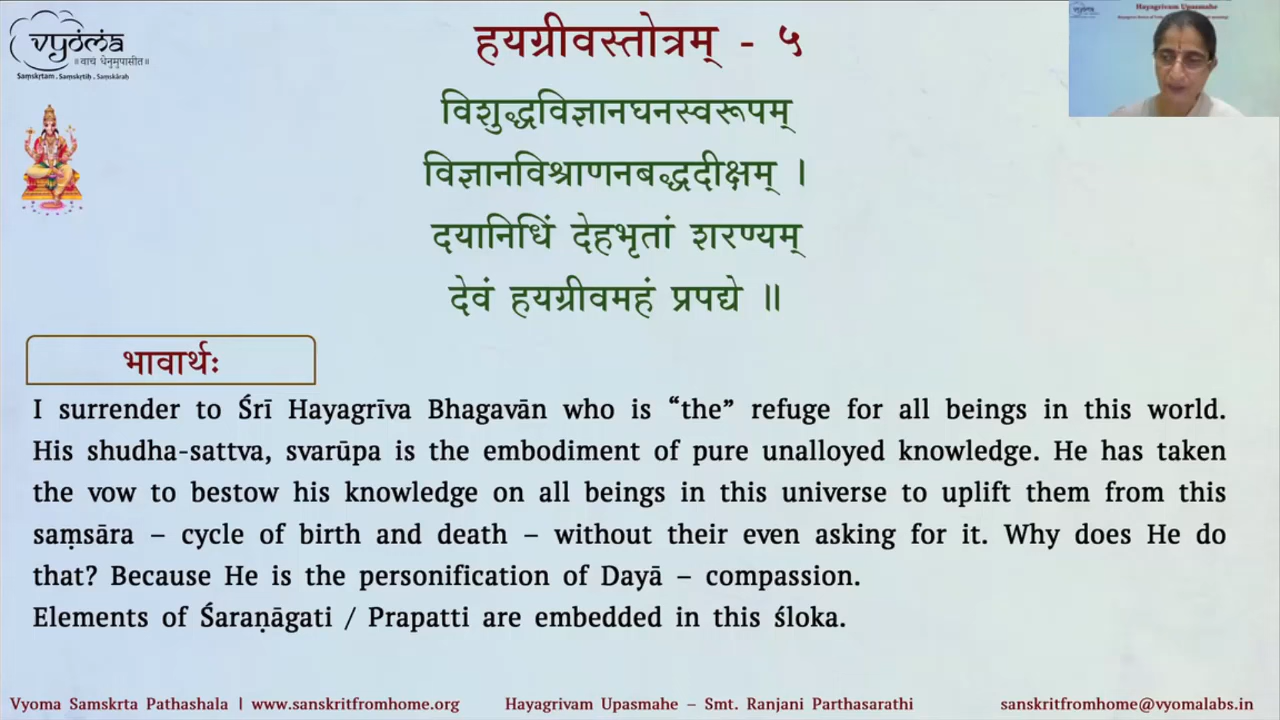 vyoma
॥ वाचं धेनुमुपासीत॥
Saṃskṛtam . Saṃskṛtiḥ . Saṃskāraḥ
हयग्रीवस्तोत्रम् - ५
Hayagrivam Upasmahe
विशुद्धविज्ञानघनस्वरूपम्
विज्ञानविश्राणनबद्धदीक्षम् ।
दयानिधिं देहभृतां शरण्यम्
देवं हयग्रीवमहं प्रपद्ये ॥
भावार्थः
I surrender to Śrī Hayagrīva Bhagavān who is “the” refuge for all beings in this world.
His shudha-sattva, svarūpa is the embodiment of pure unalloyed knowledge. He has taken
the vow to bestow his knowledge on all beings in this universe to uplift them from this
saṃsāra – cycle of birth and death – without their even asking for it. Why does He do
that? Because He is the personification of Dayā – compassion.
Elements of Śaraṇāgati / Prapatti are embedded in this śloka.
Vyoma Samskrta Pathashala | www.sanskritfromhome.org Hayagrivam Upasmahe – Smt. Ranjani Parthasarathi sanskritfromhome@vyomalabs.in